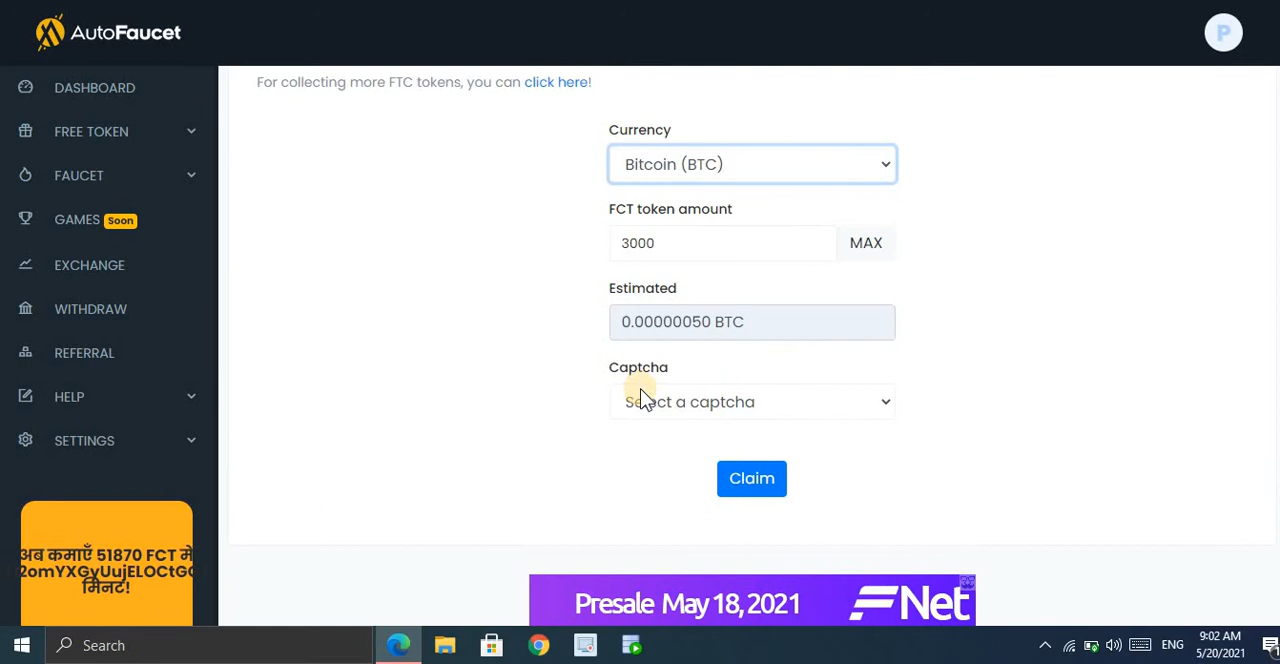 AutoFaucet
P
DASHBOARD
FREE TOKEN
FAUCET
GAMES Soon
EXCHANGE
WITHDRAW
REFERRAL
HELP
SETTINGS
अब कमाएँ 51870 FCT में
2omYXGyUujELOCtG
मिनट!
For collecting more FTC tokens, you can click here!
Currency
Bitcoin (BTC)
FCT token amount
3000 MAX
Estimated
0.00000050 BTC
Captcha
Select a captcha
Claim
Presale May 18, 2021 Net
Search
ENG
9:02 AM
5/20/2021